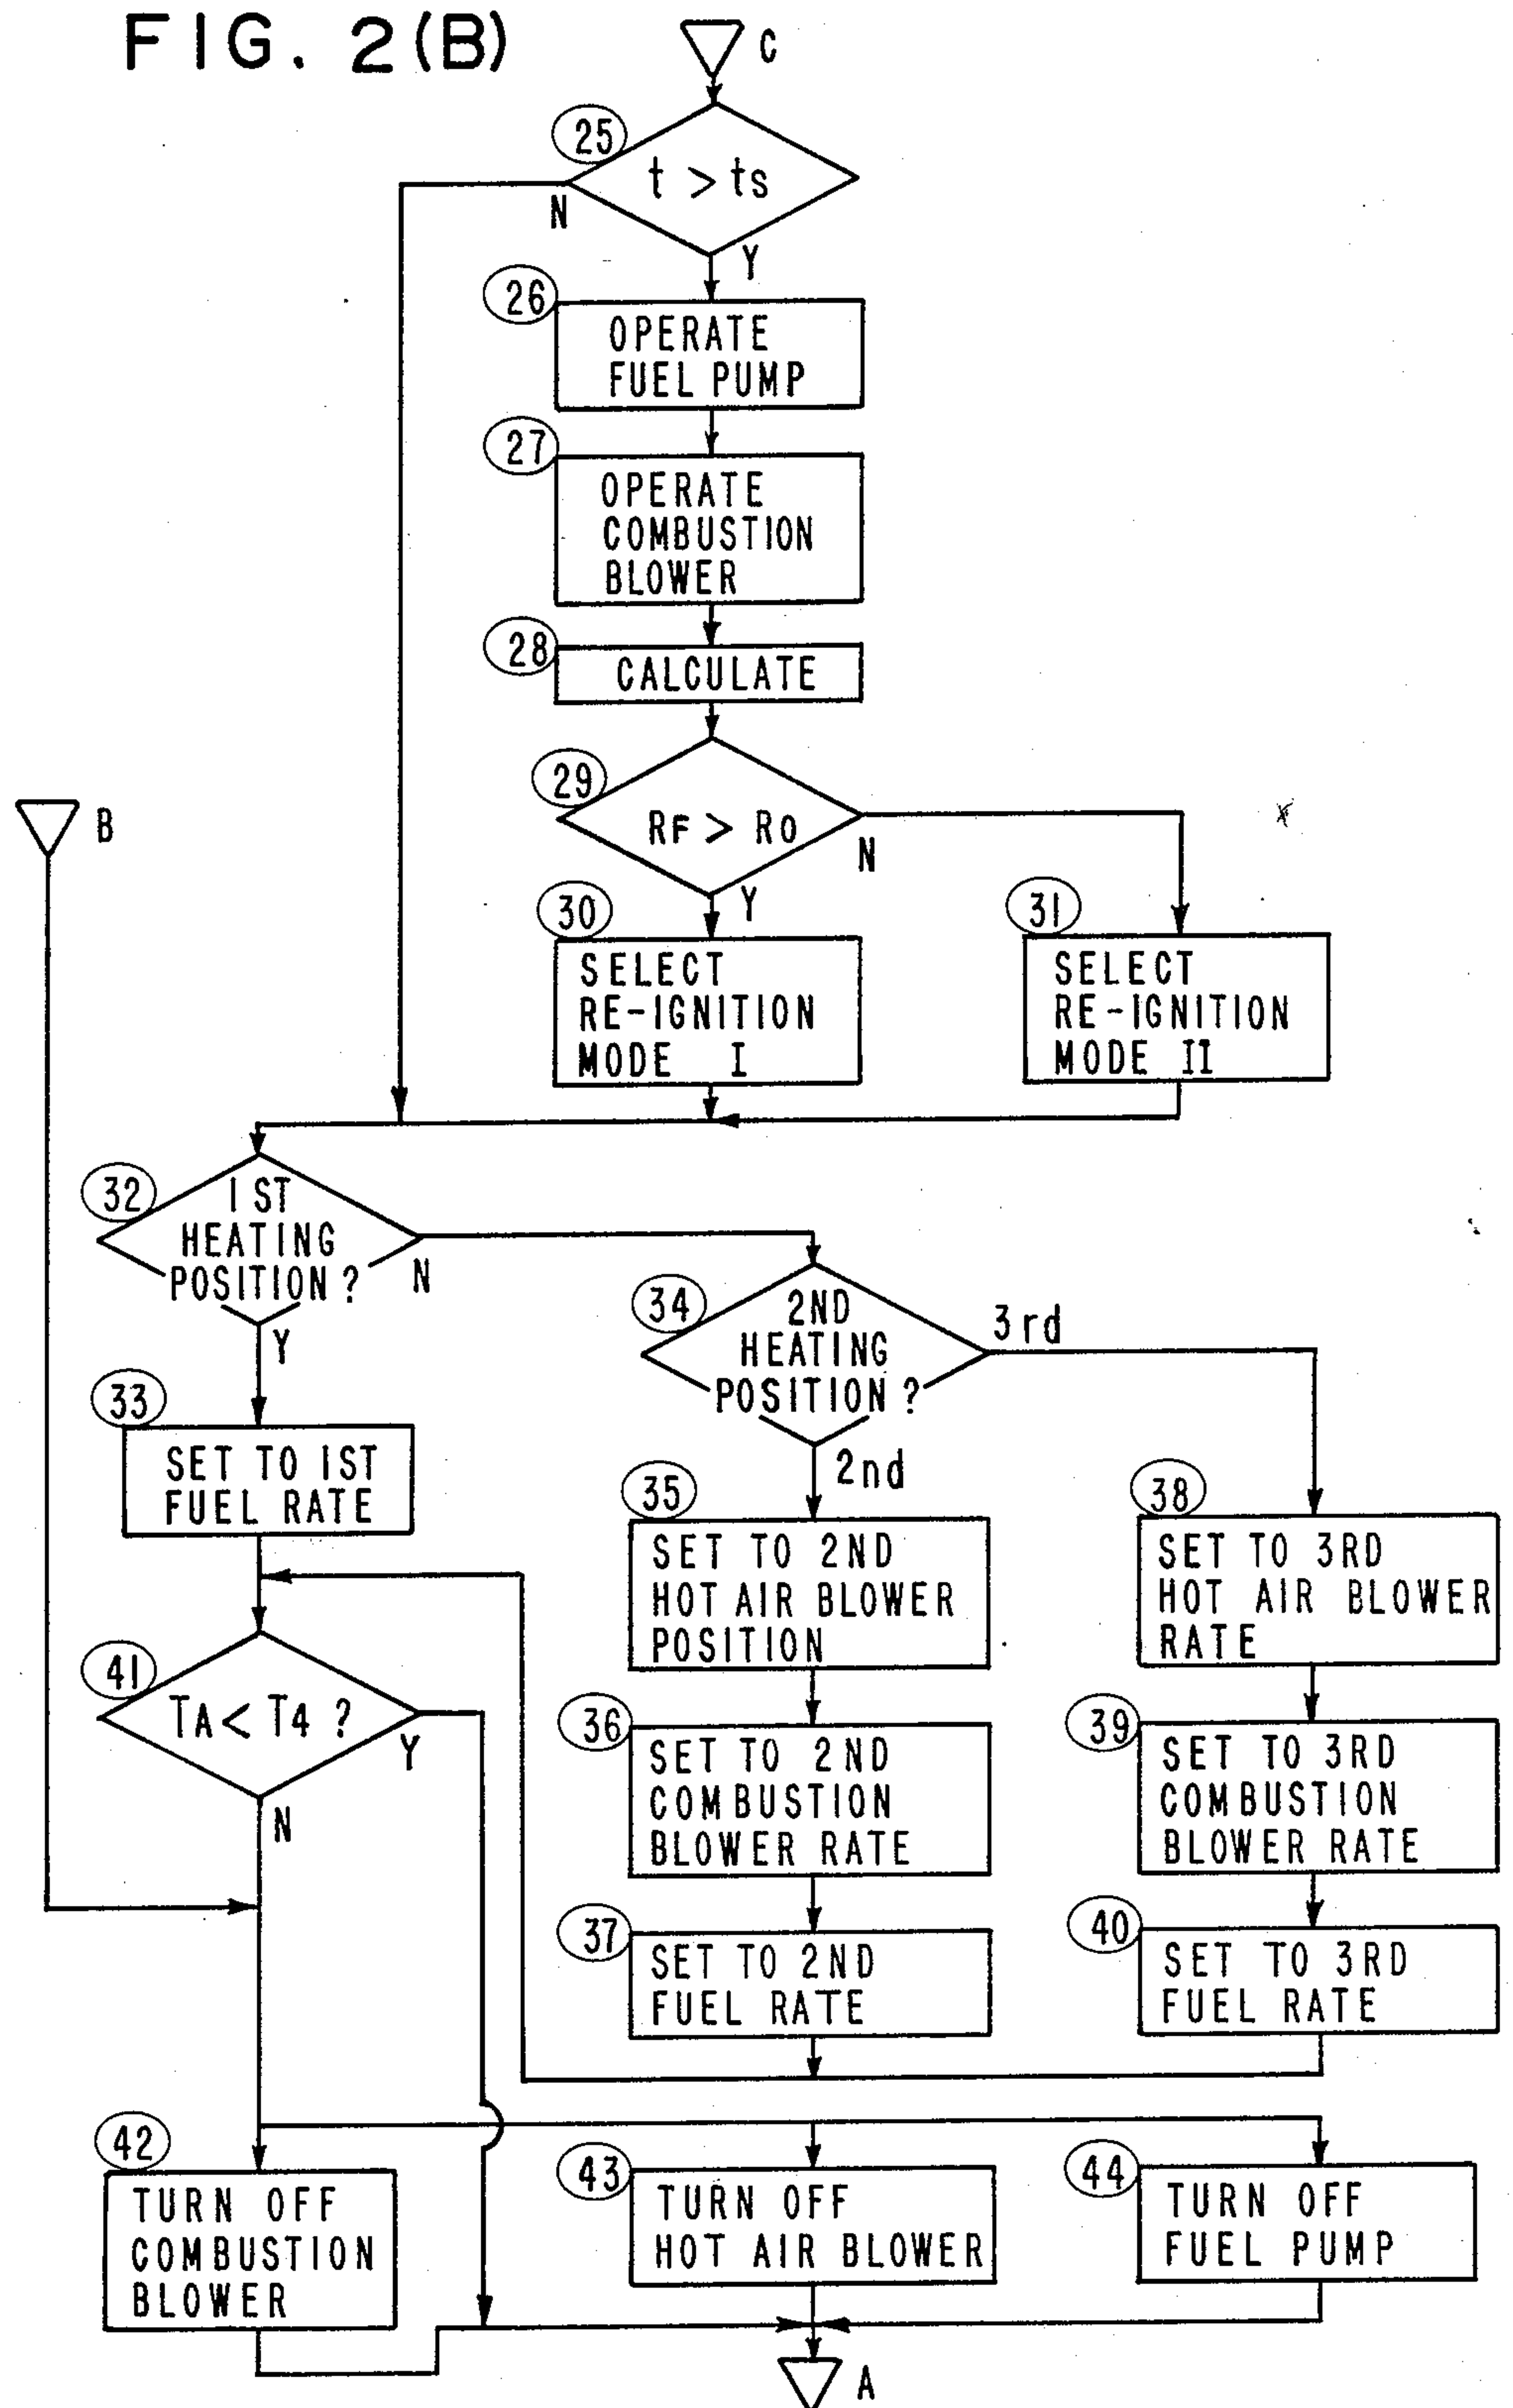 FIG. 2(B)
C
25
t > ts
N
Y
26
OPERATE
FUEL PUMP
27
OPERATE
COMBUSTION
BLOWER
28
CALCULATE
29
RF > RO
N
Y
B
30
SELECT
RE-IGNITION
MODE I
31
SELECT
RE-IGNITION
MODE II
32
1ST
HEATING
POSITION?
N
Y
34
2ND
HEATING
POSITION?
3rd
2nd
33
SET TO 1ST
FUEL RATE
35
SET TO 2ND
HOT AIR BLOWER
POSITION
38
SET TO 3RD
HOT AIR BLOWER
RATE
41
TA < T4 ?
Y
N
36
SET TO 2ND
COMBUSTION
BLOWER RATE
39
SET TO 3RD
COMBUSTION
BLOWER RATE
37
SET TO 2ND
FUEL RATE
40
SET TO 3RD
FUEL RATE
42
TURN OFF
COMBUSTION
BLOWER
43
TURN OFF
HOT AIR BLOWER
44
TURN OFF
FUEL PUMP
A